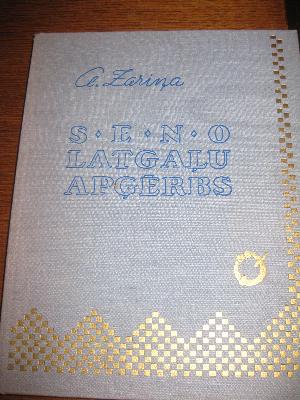 A. Zariņa
S·E·N·O
LATGAĻU
APĢĒRBS